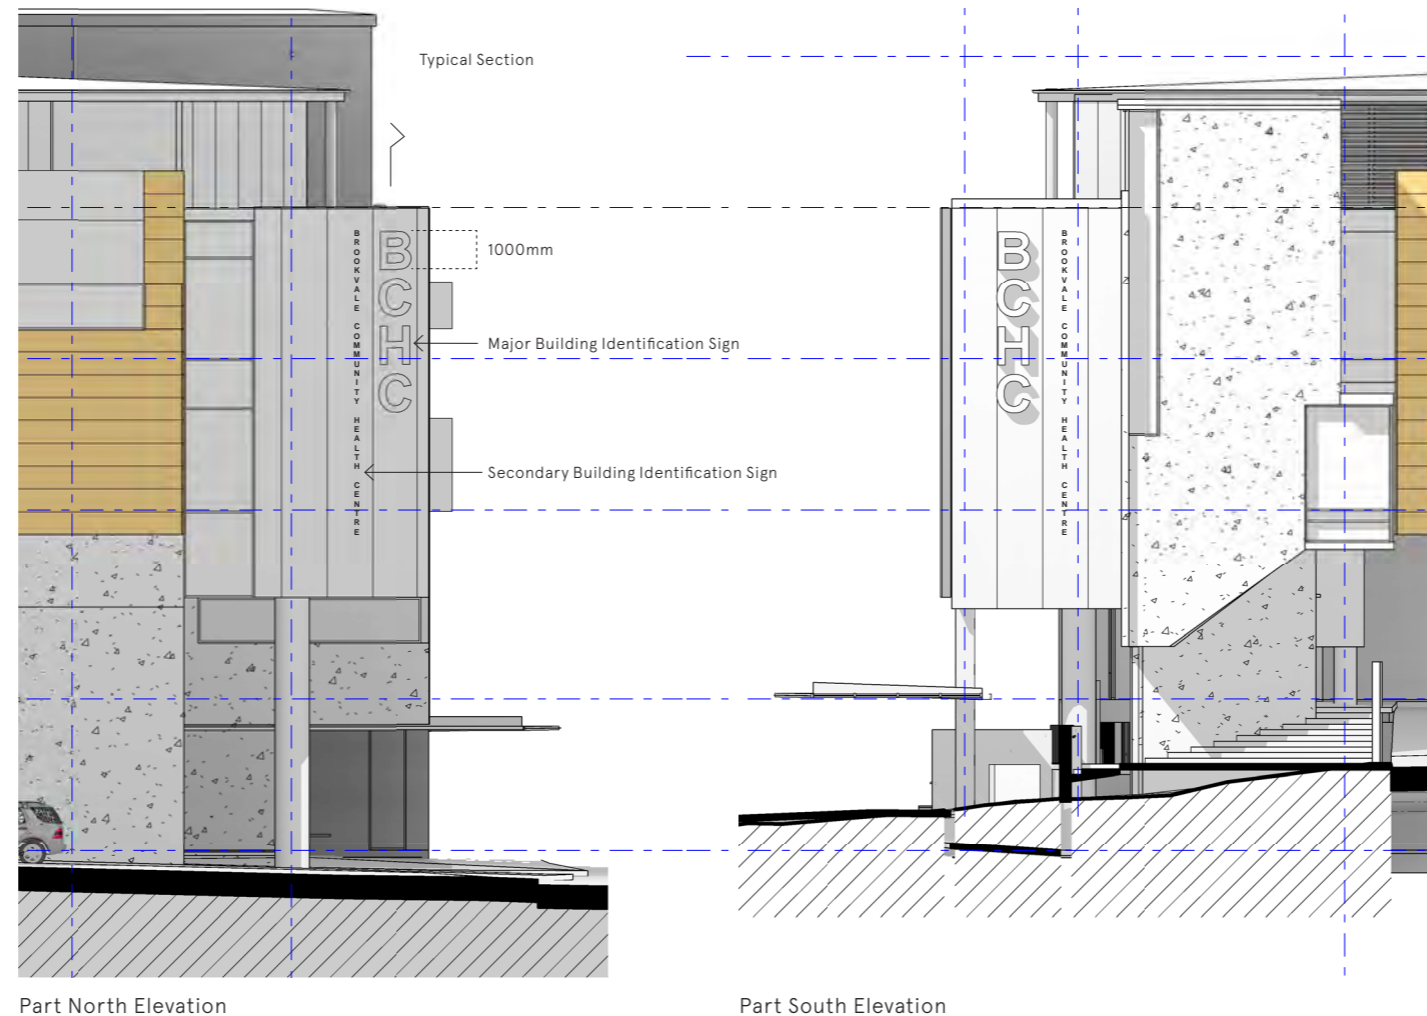 Typical Section
BCHC
BROOKVALE COMMUNITY HEALTH CENTRE
1000mm
Major Building Identification Sign
Secondary Building Identification Sign
BCHC
BROOKVALE COMMUNITY HEALTH CENTRE
Part North Elevation
Part South Elevation